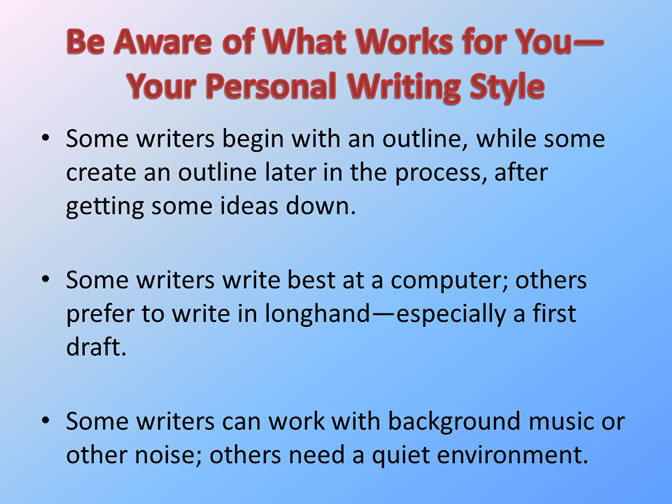 Be Aware of What Works for You—
Your Personal Writing Style
• Some writers begin with an outline, while some
create an outline later in the process, after
getting some ideas down.
• Some writers write best at a computer; others
prefer to write in longhand—especially a first
draft.
• Some writers can work with background music or
other noise; others need a quiet environment.